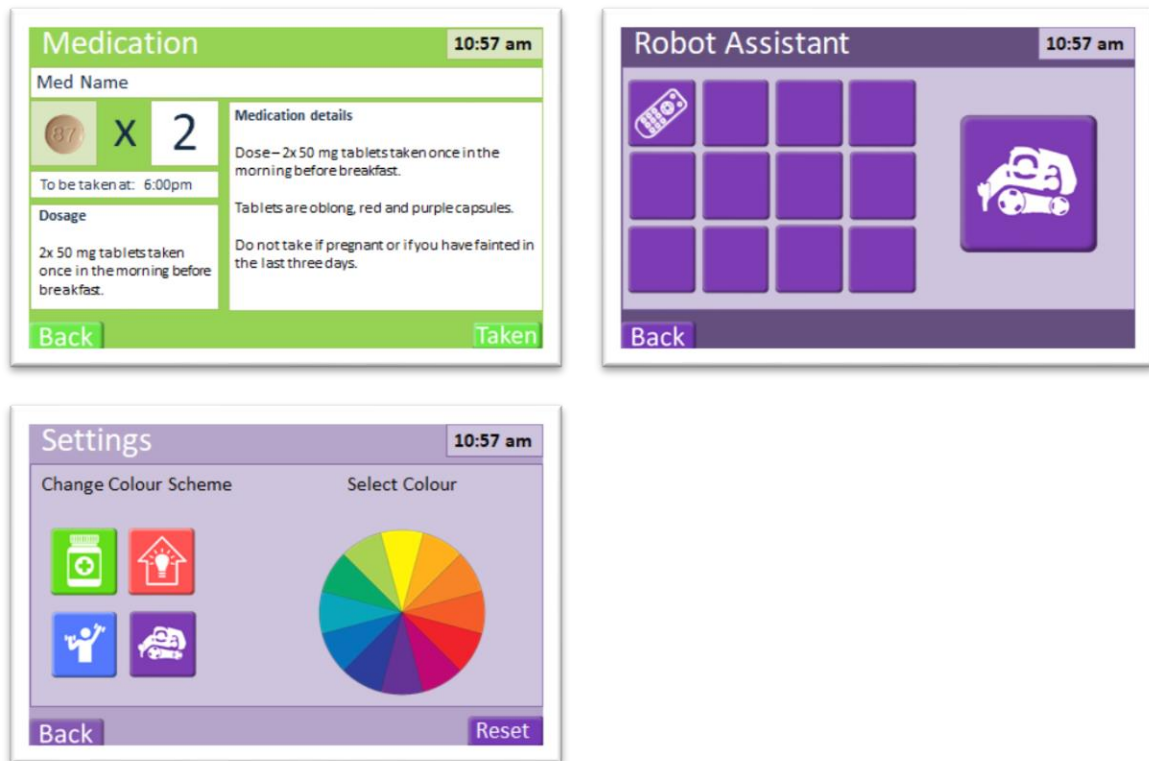 Medication
10:57 am
Med Name
87
X
2
To be taken at: 6:00pm
Dosage
2x 50 mg tablets taken
once in the morning before
breakfast.
Medication details
Dose – 2x 50 mg tablets taken once in the
morning before breakfast.
Tablets are oblong, red and purple capsules.
Do not take if pregnant or if you have fainted in
the last three days.
Back
Taken
Robot Assistant
10:57 am
Back
Settings
10:57 am
Change Colour Scheme
Select Colour
Back
Reset